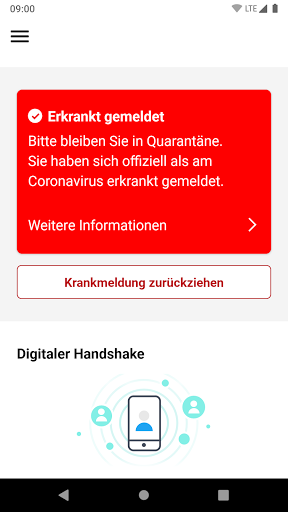 09:00
LTE
Erkrankt gemeldet
Bitte bleiben Sie in Quarantäne.
Sie haben sich offiziell als am
Coronavirus erkrankt gemeldet.
Weitere Informationen
Krankmeldung zurückziehen
Digitaler Handshake